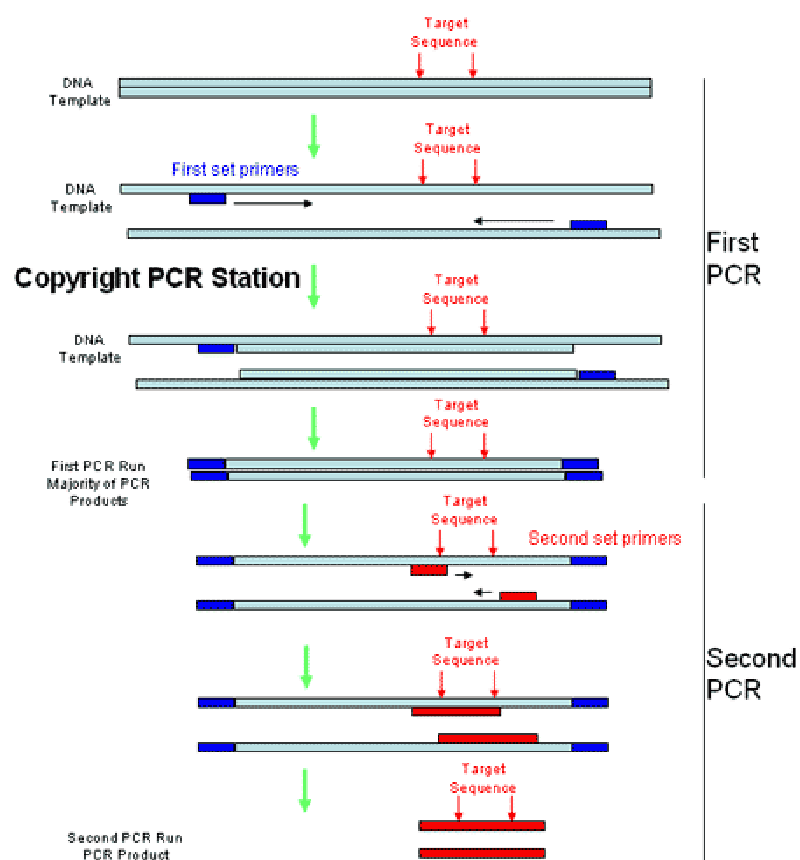 Target
Sequence
DNA
Template
Target
Sequence
First set primers
DNA
Template
First
PCR
Copyright PCR Station
Target
Sequence
DNA
Template
Target
Sequence
First PCR Run
Majority of PCR
Products
Target
Sequence
Second set primers
Target
Sequence
Second
PCR
Target
Sequence
Second PCR Run
PCR Product